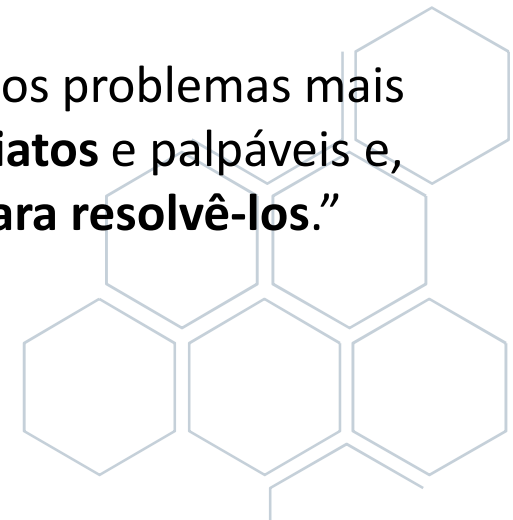 os problemas mais
iatos e palpáveis e,
ara resolvê-los.”